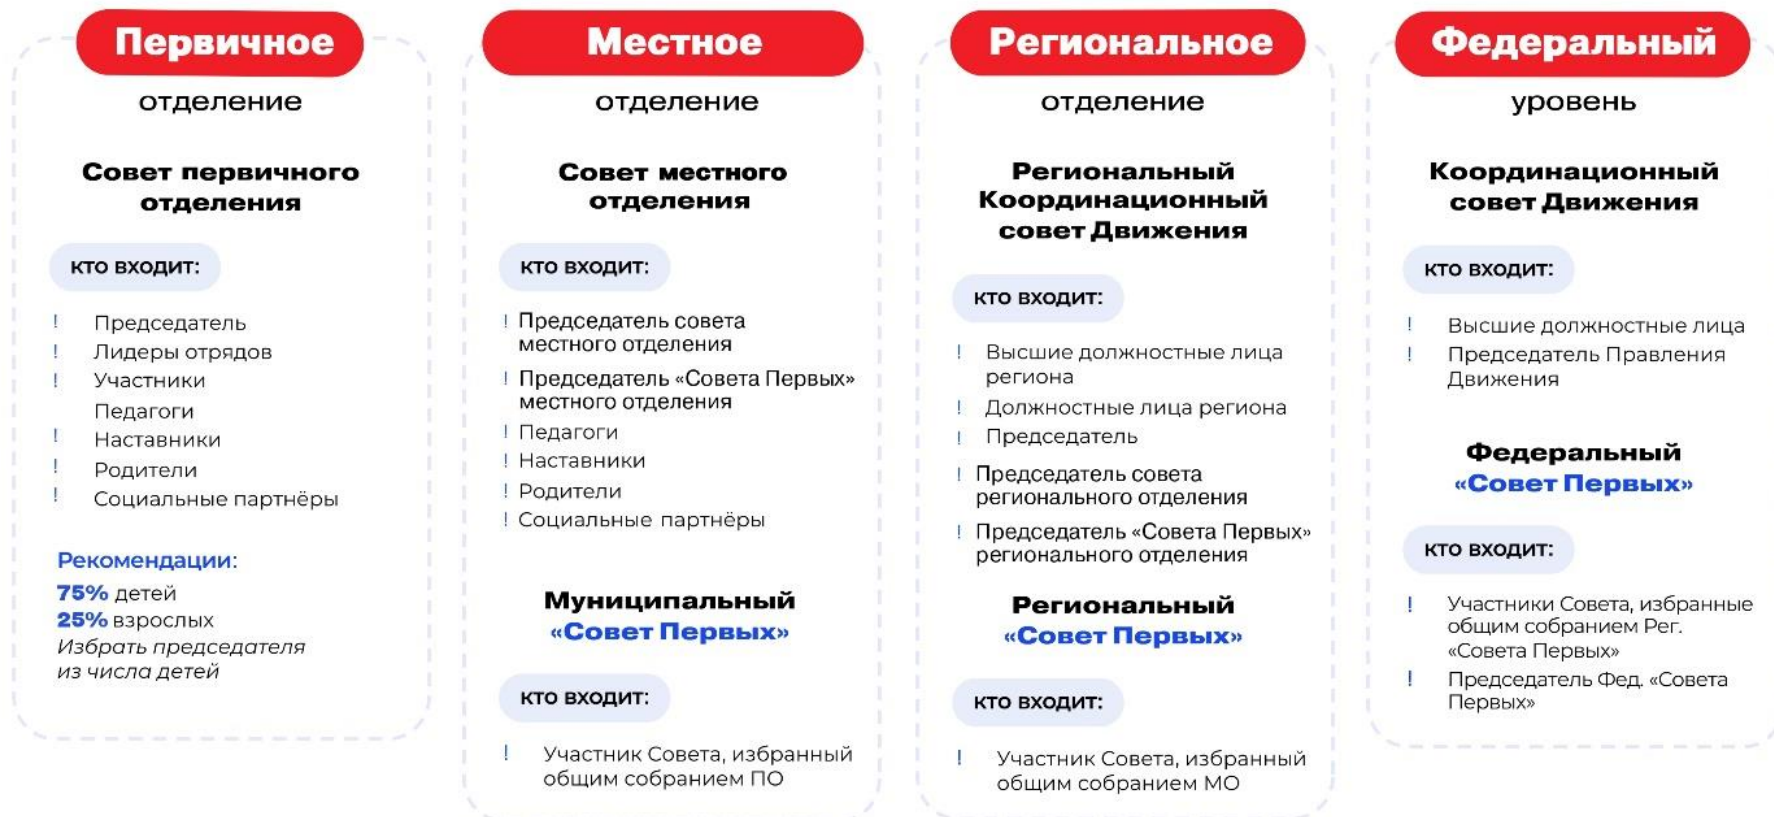 Первичное
отделение
Совет первичного
отделения
кто входит:
! Председатель
! Лидеры отрядов
! Участники
Педагоги
! Наставники
! Родители
! Социальные партнёры
Рекомендации:
75% детей
25% взрослых
Избрать председателя
из числа детей
Местное
отделение
Совет местного
отделения
кто входит:
! Председатель совета
местного отделения
! Председатель «Совета Первых»
местного отделения
! Педагоги
! Наставники
! Родители
! Социальные партнёры
Муниципальный
«Совет Первых»
кто входит:
! Участник Совета, избранный
общим собранием ПО
Региональное
отделение
Региональный
Координационный
совет Движения
кто входит:
! Высшие должностные лица
региона
! Должностные лица региона
! Председатель
! Председатель совета
регионального отделения
! Председатель «Совета Первых»
регионального отделения
Региональный
«Совет Первых»
кто входит:
! Участник Совета, избранный
общим собранием МО
Федеральный
уровень
Координационный
совет Движения
кто входит:
! Высшие должностные лица
! Председатель Правления
Движения
Федеральный
«Совет Первых»
кто входит:
! Участники Совета, избранные
общим собранием Рег.
«Совета Первых»
! Председатель Фед. «Совета
Первых»